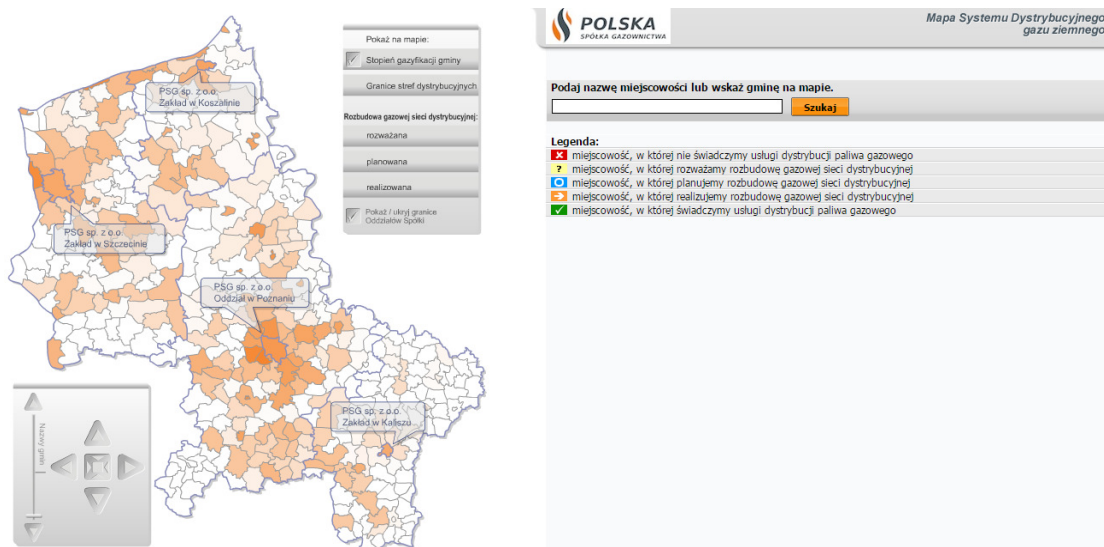 Pokaż na mapie:
Stopień gazyfikacji gminy
Granice stref dystrybucyjnych
Rozbudowa gazowej sieci dystrybucyjnej:
rozważana
planowana
realizowana
Pokaż / ukryj granice
Oddziałów Spółki
PSG sp. z o.o.
Zakład w Koszalinie
PSG sp. z o.o.
Zakład w Szczecinie
PSG sp. z o.o.
Oddział w Poznaniu
PSG sp. z o.o.
Zakład w Kaliszu
Nazwy gmin
POLSKA
SPÓŁKA GAZOWNICTWA
Mapa Systemu Dystrybucyjnego
gazu ziemnego
Podaj nazwę miejscowości lub wskaż gminę na mapie.
Szukaj
Legenda:
miejscowość, w której nie świadczymy usługi dystrybucji paliwa gazowego
? miejscowość, w której rozważamy rozbudowę gazowej sieci dystrybucyjnej
miejscowość, w której planujemy rozbudowę gazowej sieci dystrybucyjnej
miejscowość, w której realizujemy rozbudowę gazowej sieci dystrybucyjnej
miejscowość, w której świadczymy usługi dystrybucji paliwa gazowego